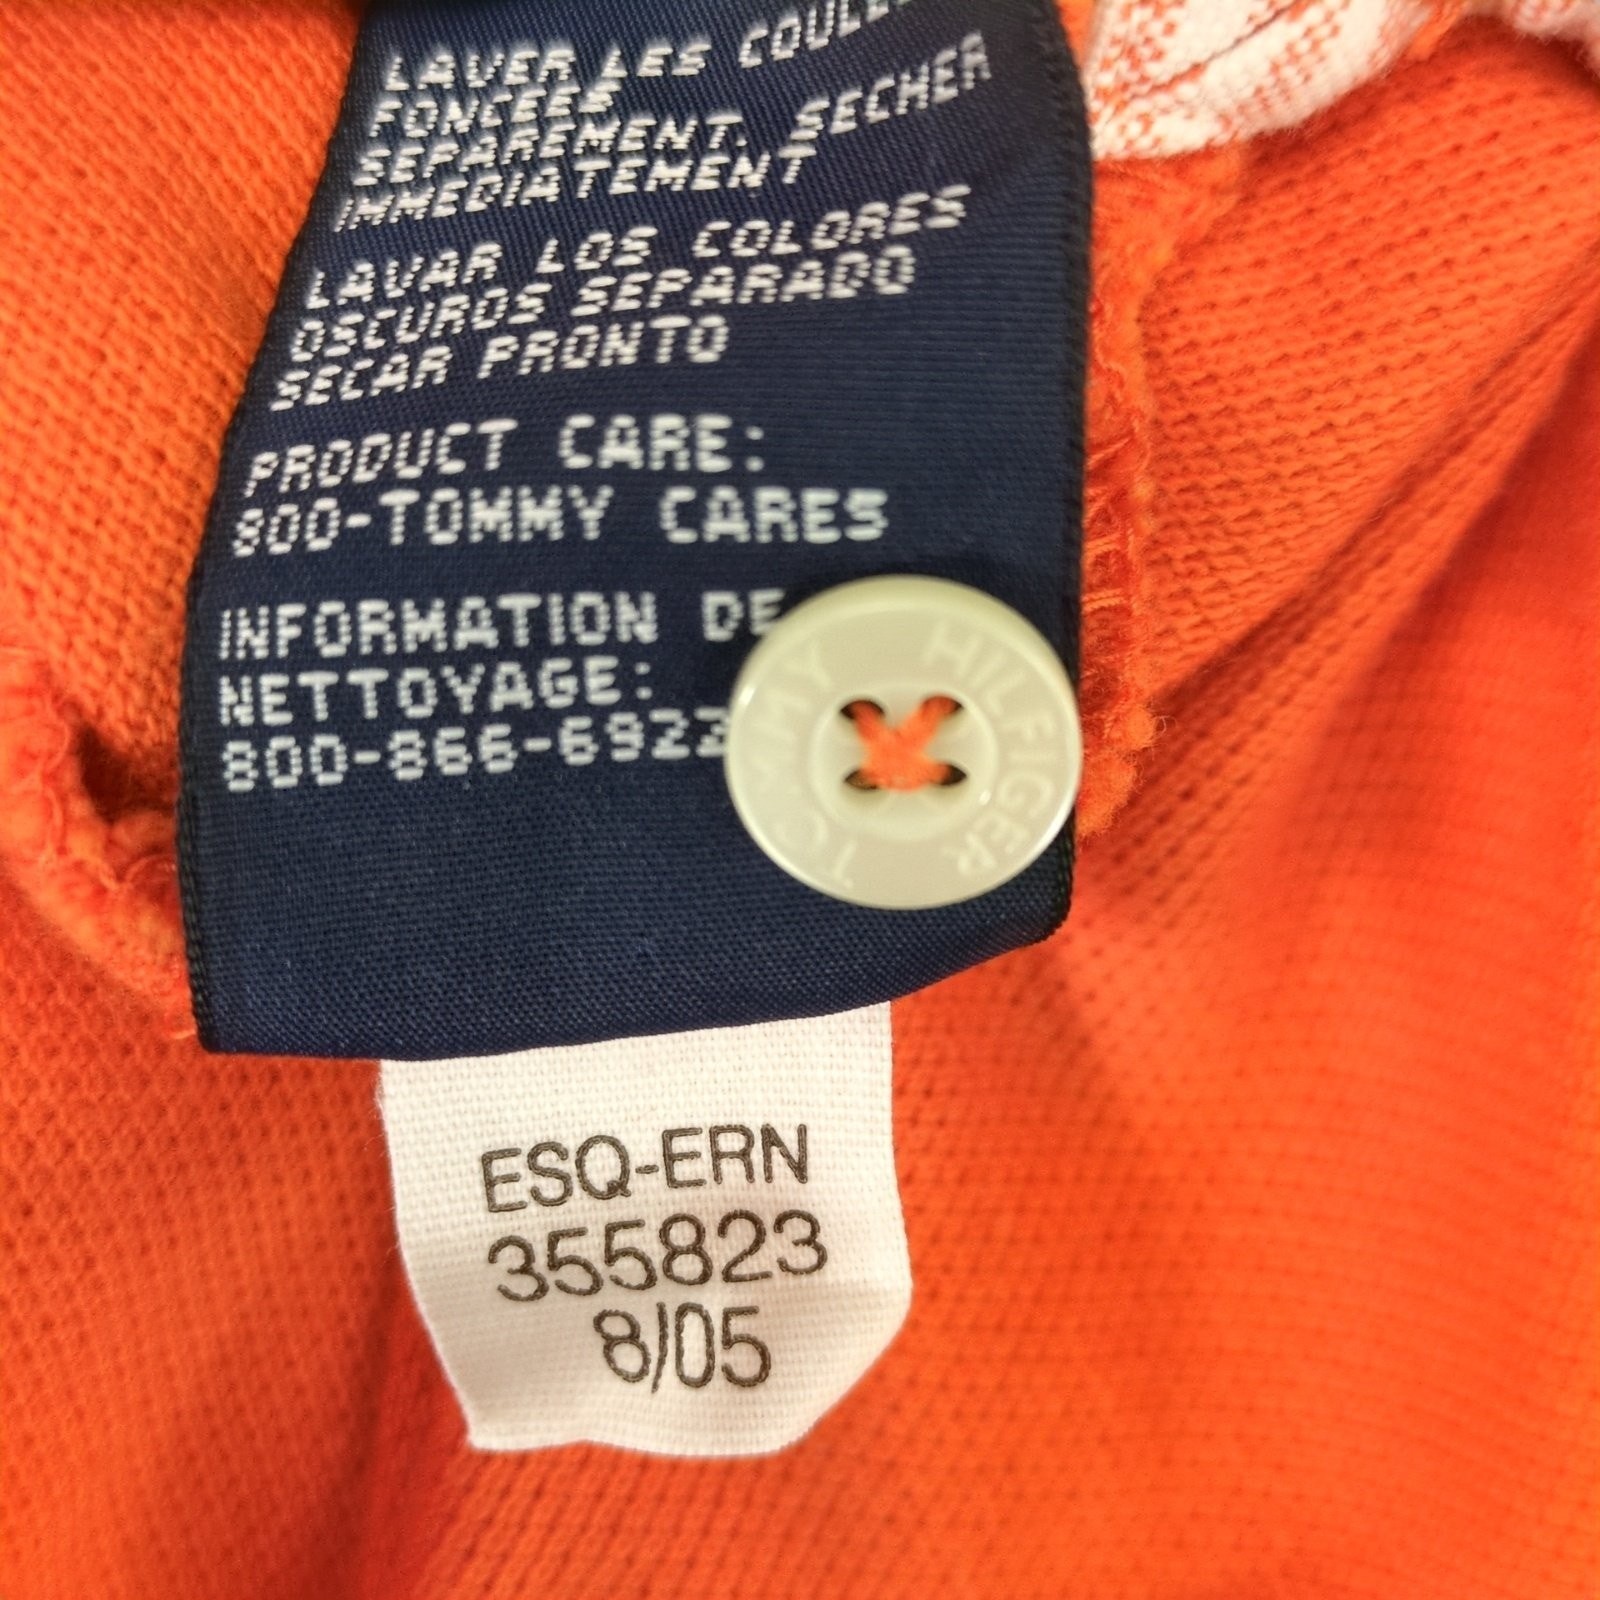 LAVER LES
FONCEES
SEPAREMENT. SECHER
IMMEDIATEMENT
LAVAR LOS COLORES
OSCUROS SEPARADO
SECAR PRONTO
PRODUCT CARE:
800-TOMMY CARES
INFORMATION DE
NETTOYAGE:
800-866-6922
TOMMY HILFIGER
ESQ-ERN
355823
8/05